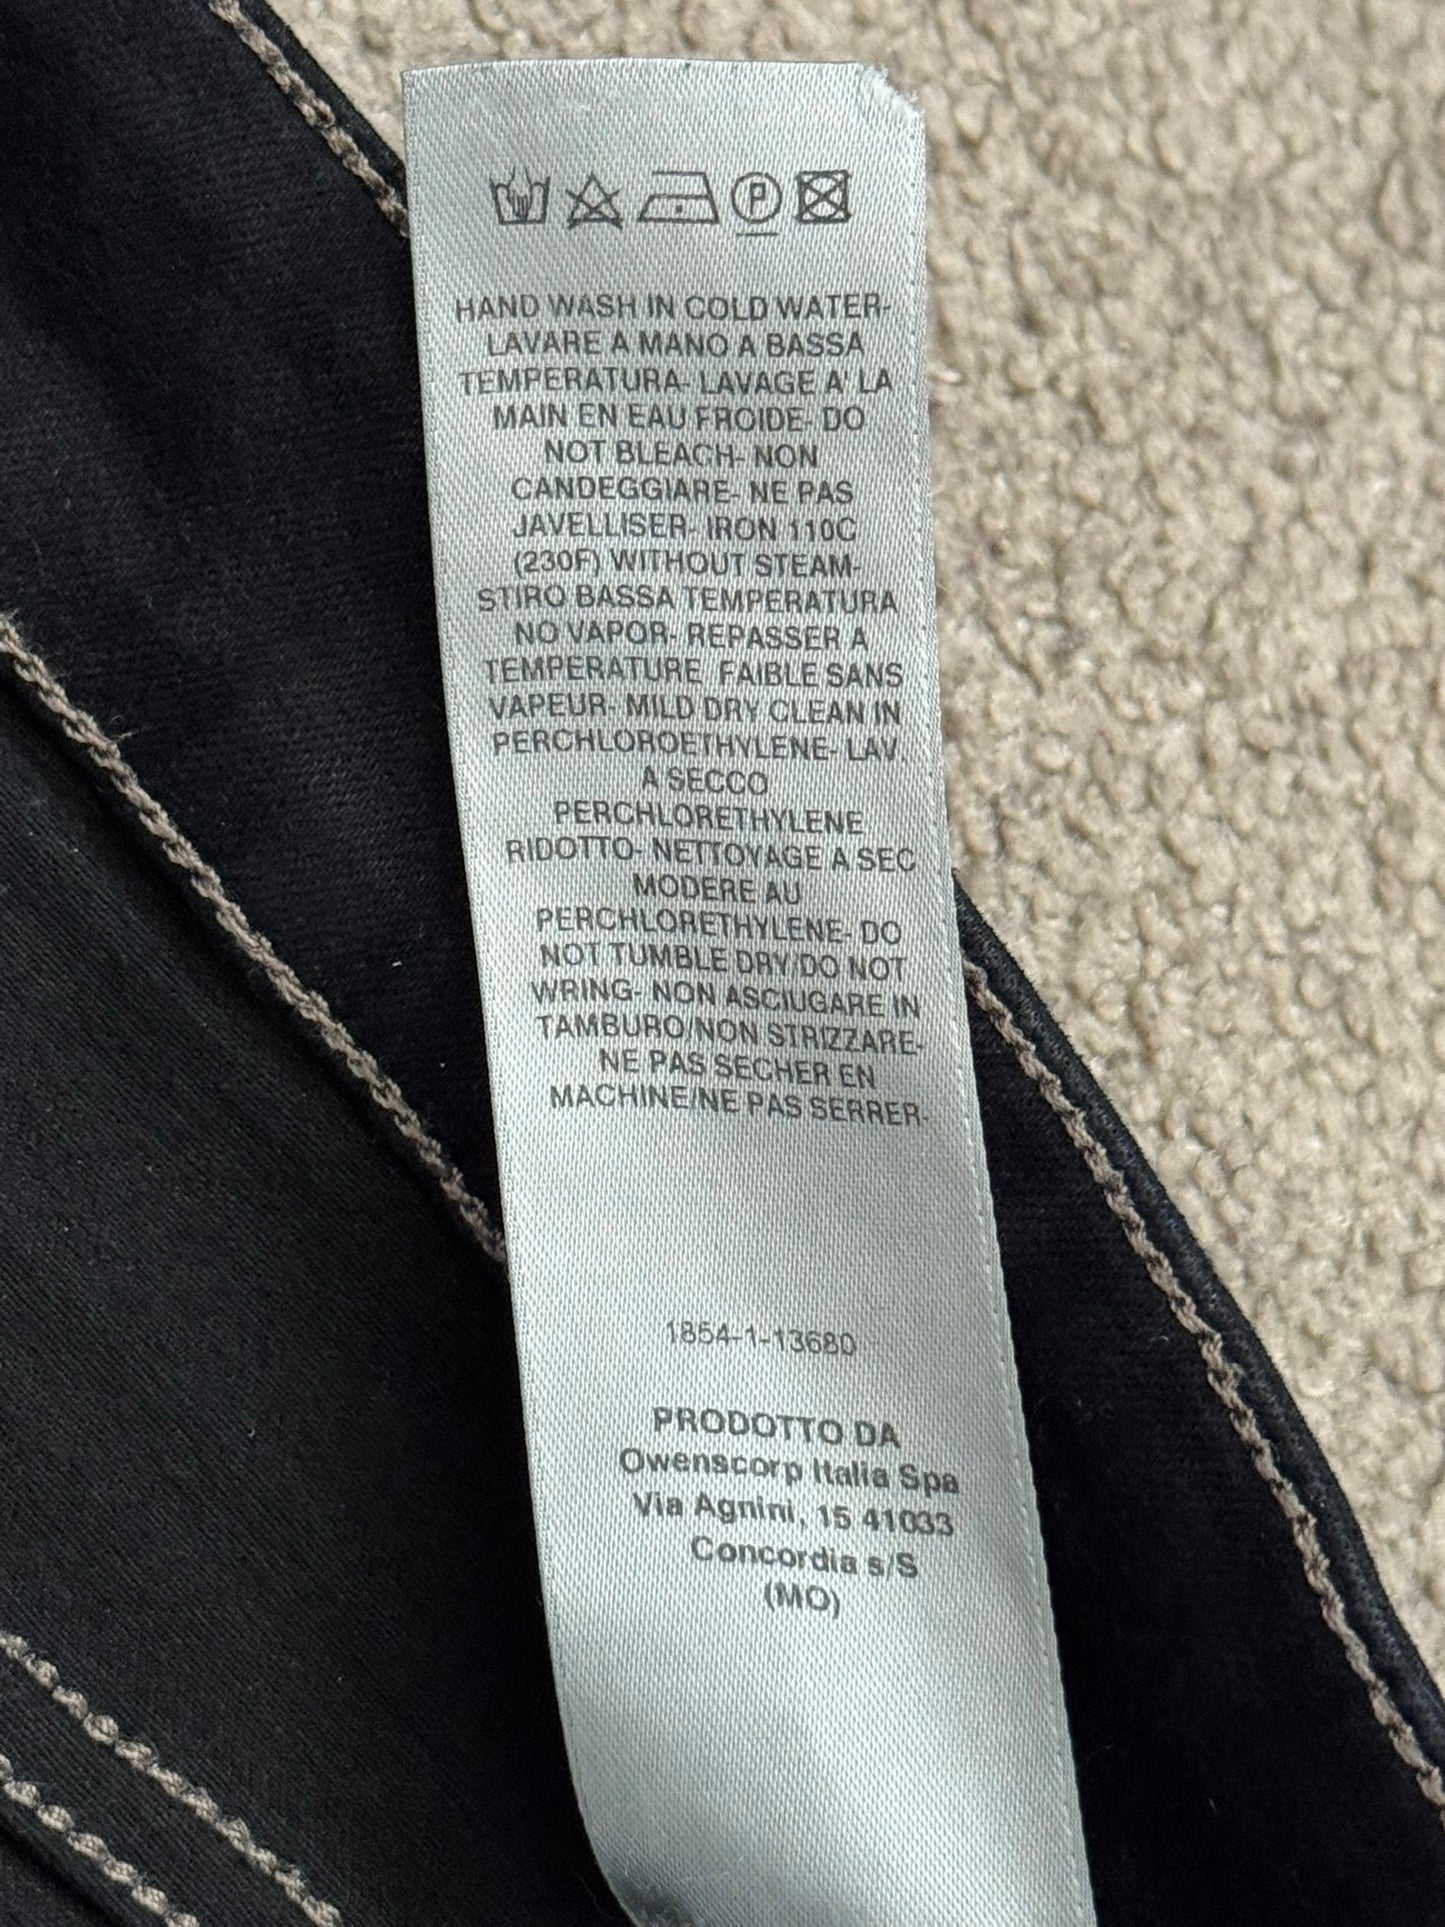 P
HAND WASH IN COLD WATER-
LAVARE A MANO A BASSA
TEMPERATURA- LAVAGE A' LA
MAIN EN EAU FROIDE- DO
NOT BLEACH- NON
CANDEGGIARE- NE PAS
JAVELLISER- IRON 110C
(230F) WITHOUT STEAM-
STIRO BASSA TEMPERATURA
NO VAPOR- REPASSER A
TEMPERATURE FAIBLE SANS
VAPEUR- MILD DRY CLEAN IN
PERCHLOROETHYLENE- LAV.
A SECCO
PERCHLORETHYLENE
RIDOTTO- NETTOYAGE A SEC
MODERE AU
PERCHLORETHYLENE- DO
NOT TUMBLE DRY/DO NOT
WRING- NON ASCIUGARE IN
TAMBURO/NON STRIZZARE-
NE PAS SECHER EN
MACHINE/NE PAS SERRER-
1854-1-13680
PRODOTTO DA
Owenscorp Italia Spa
Via Agnini, 15 41033
Concordia s/S
(MO)